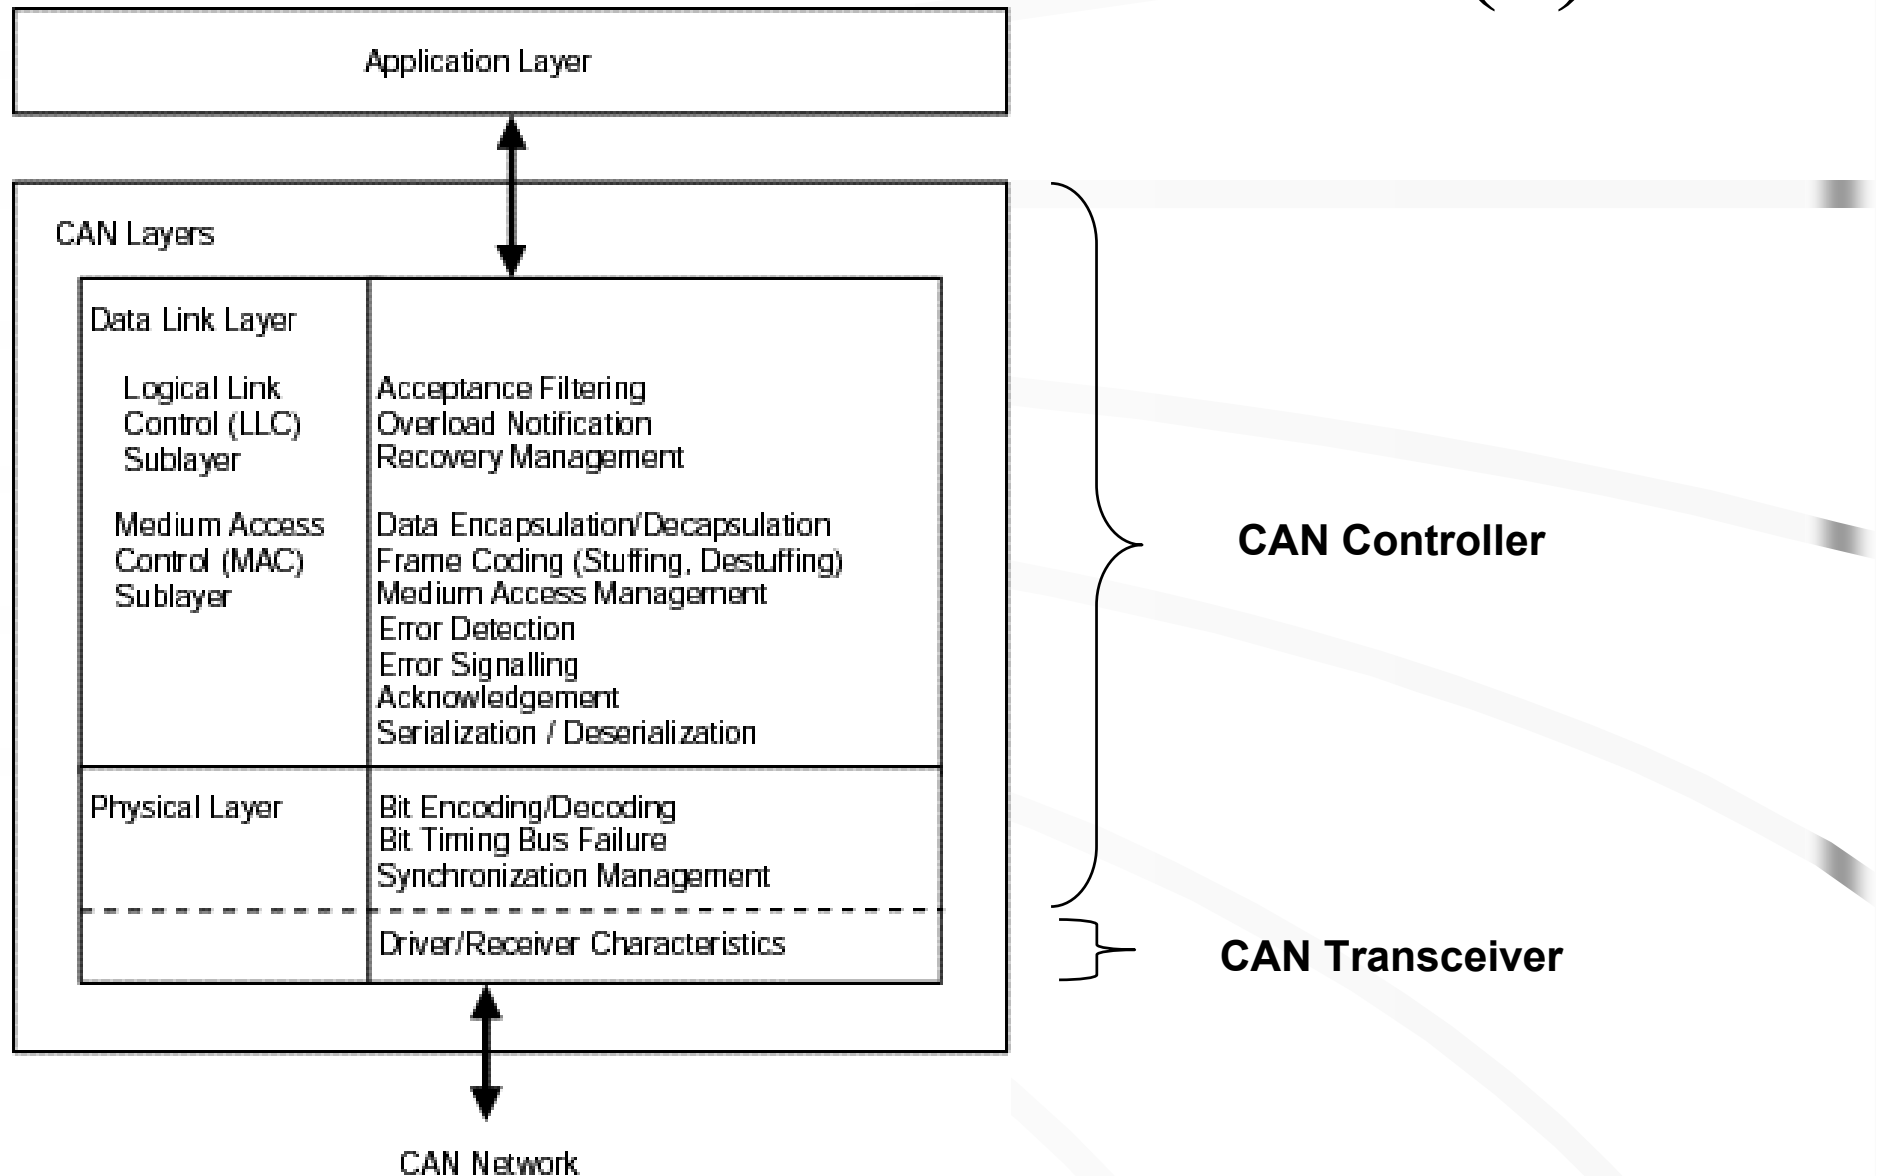 Application Layer
CAN Layers
Data Link Layer
Logical Link
Control (LLC)
Sublayer
Acceptance Filtering
Overload Notification
Recovery Management
Medium Access
Control (MAC)
Sublayer
Data Encapsulation/Decapsulation
Frame Coding (Stuffing, Destuffing)
Medium Access Management
Error Detection
Error Signalling
Acknowledgement
Serialization / Deserialization
Physical Layer
Bit Encoding/Decoding
Bit Timing Bus Failure
Synchronization Management
Driver/Receiver Characteristics
CAN Network
CAN Controller
CAN Transceiver